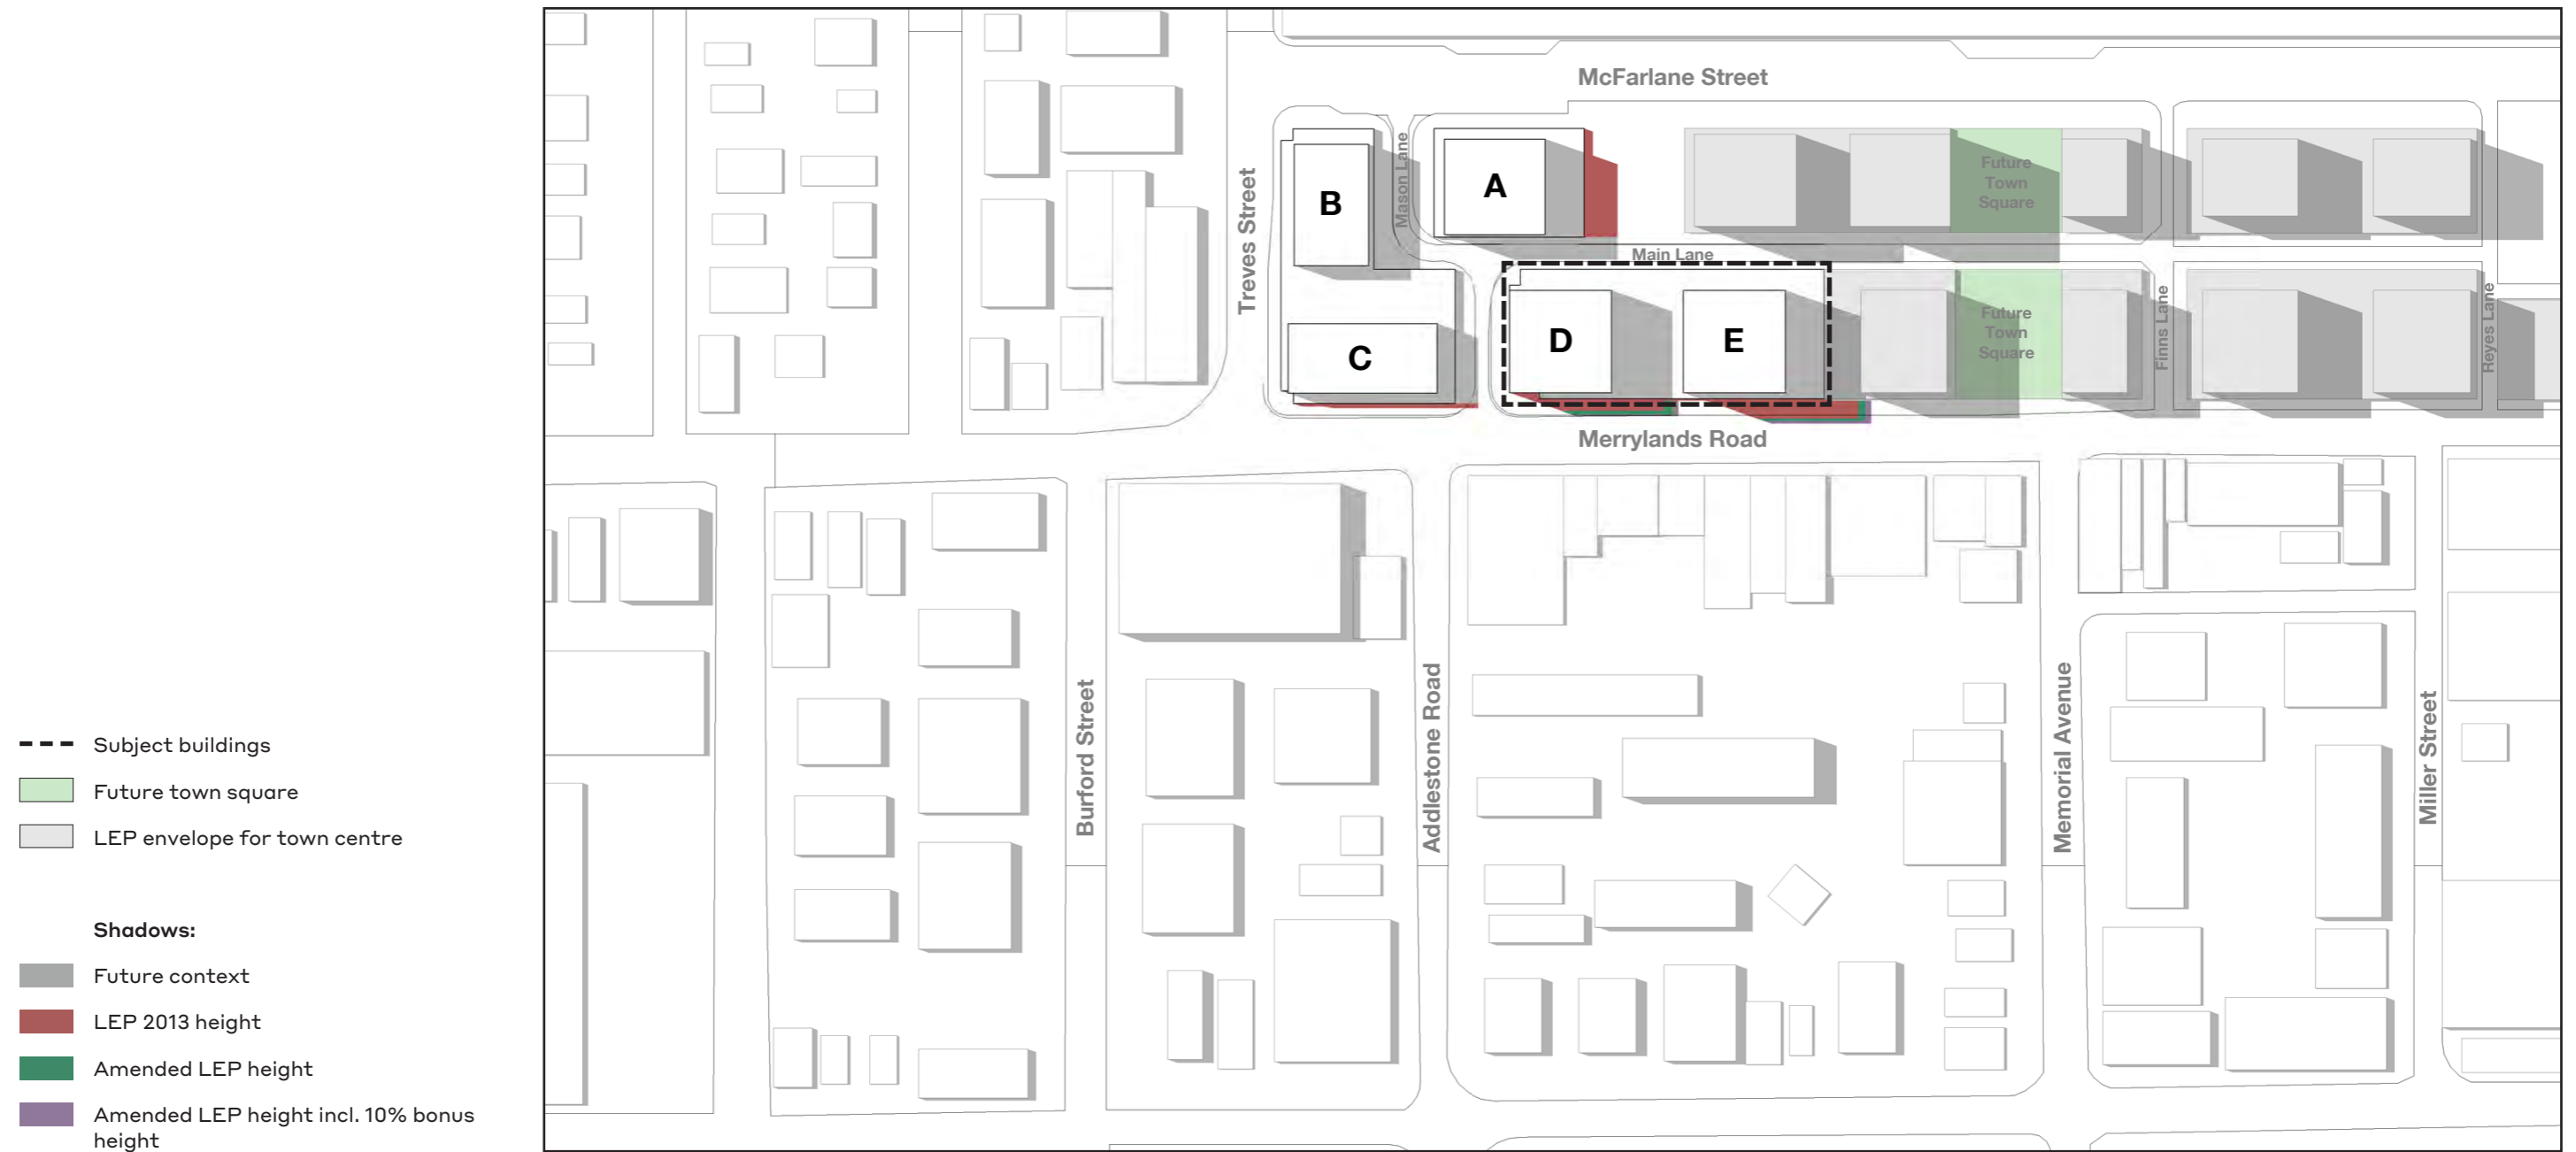 McFarlane Street
Mason Lane
Treves Street
B
A
Future
Town
Square
Main Lane
C
D
E
Future
Town
Square
Finns Lane
Reyes Lane
Merrylands Road
Burford Street
Addlestone Road
Memorial Avenue
Miller Street
Subject buildings
Future town square
LEP envelope for town centre
Shadows:
Future context
LEP 2013 height
Amended LEP height
Amended LEP height incl. 10% bonus
height